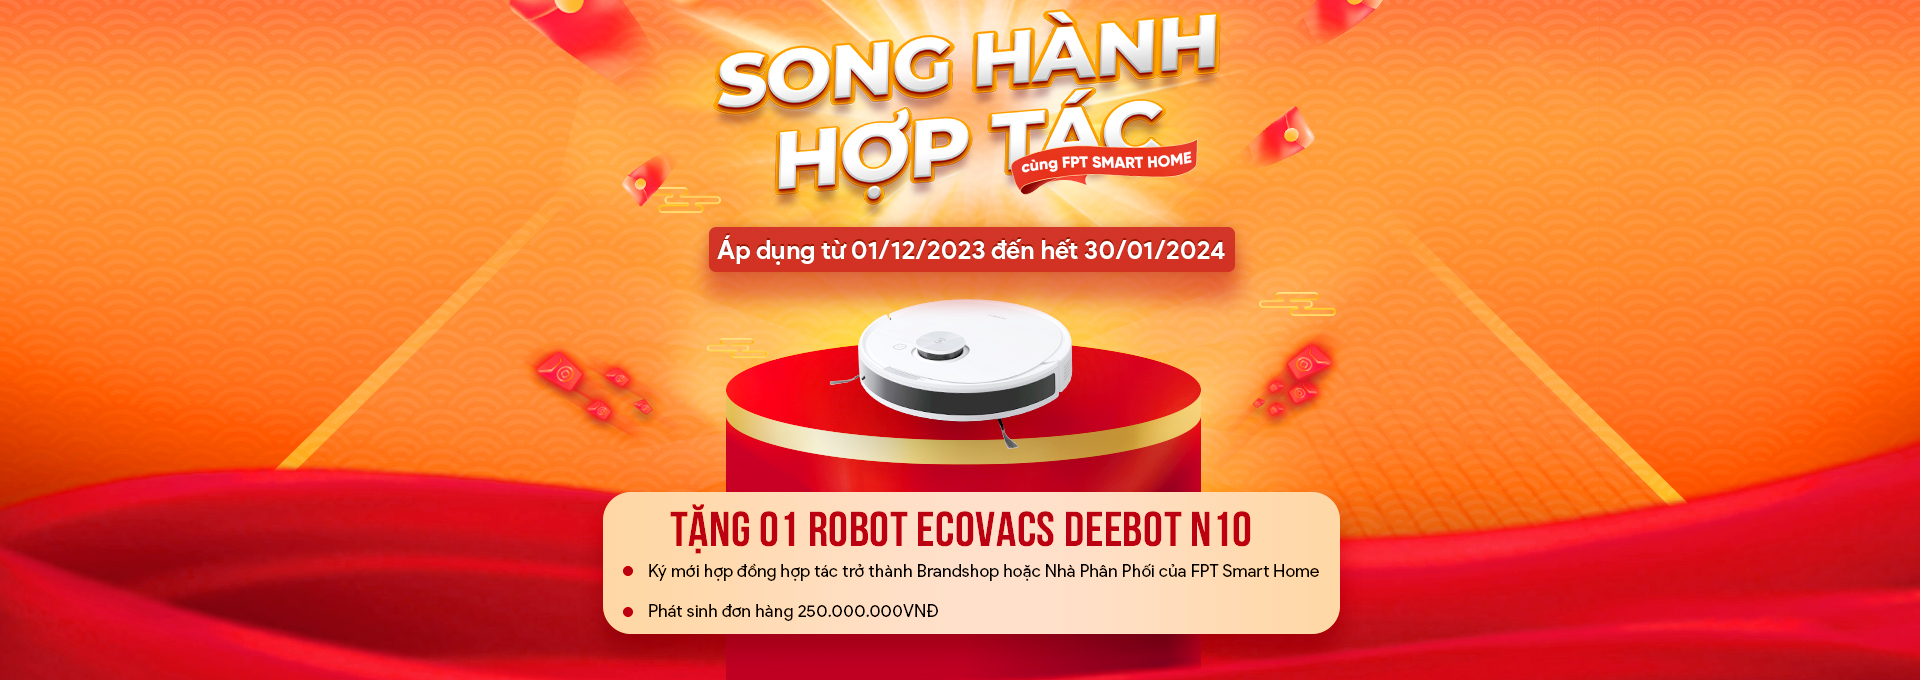 SONG HÀNH
HỢP TÁC
cùng FPT SMART HOME
Áp dụng từ 01/12/2023 đến hết 30/01/2024
TẶNG 01 ROBOT ECOVACS DEEBOT N10
Ký mới hợp đồng hợp tác trở thành Brandshop hoặc Nhà Phân Phối của FPT Smart Home
Phát sinh đơn hàng 250.000.000VNĐ